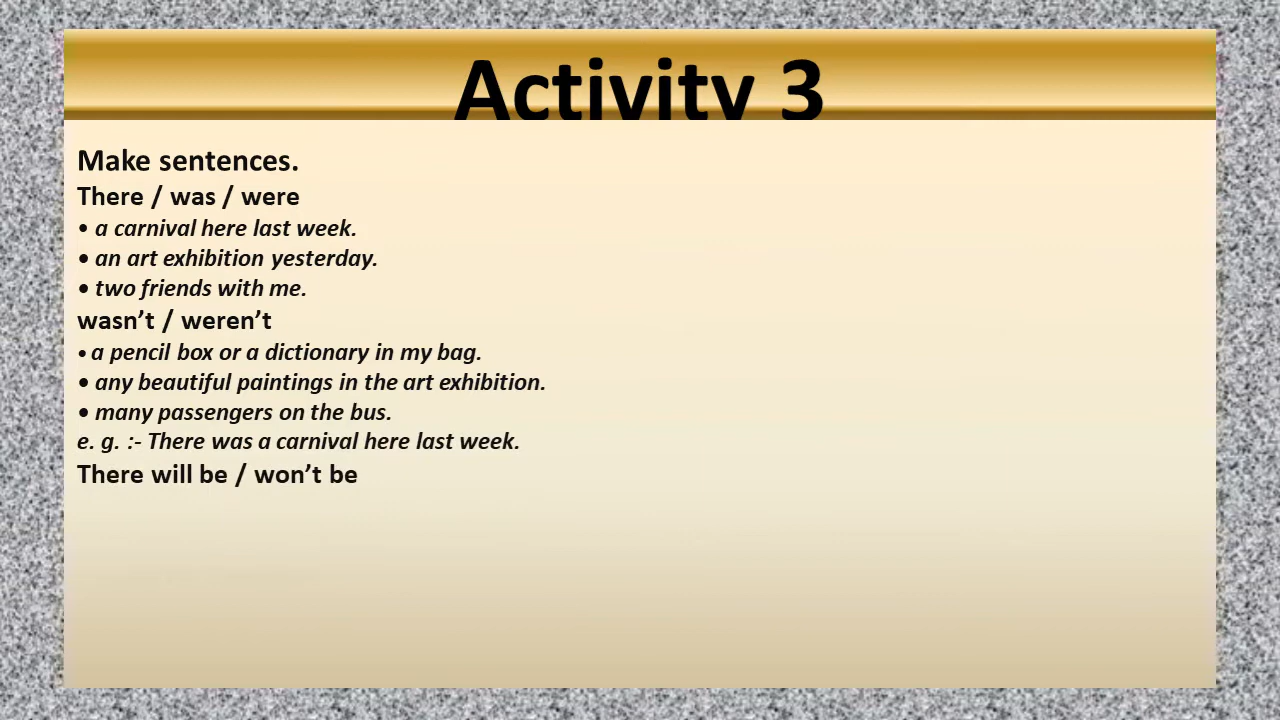 Activity 3
Make sentences.
There / was / were
• a carnival here last week.
• an art exhibition yesterday.
• two friends with me.
wasn’t / weren’t
• a pencil box or a dictionary in my bag.
• any beautiful paintings in the art exhibition.
• many passengers on the bus.
e. g. :- There was a carnival here last week.
There will be / won’t be